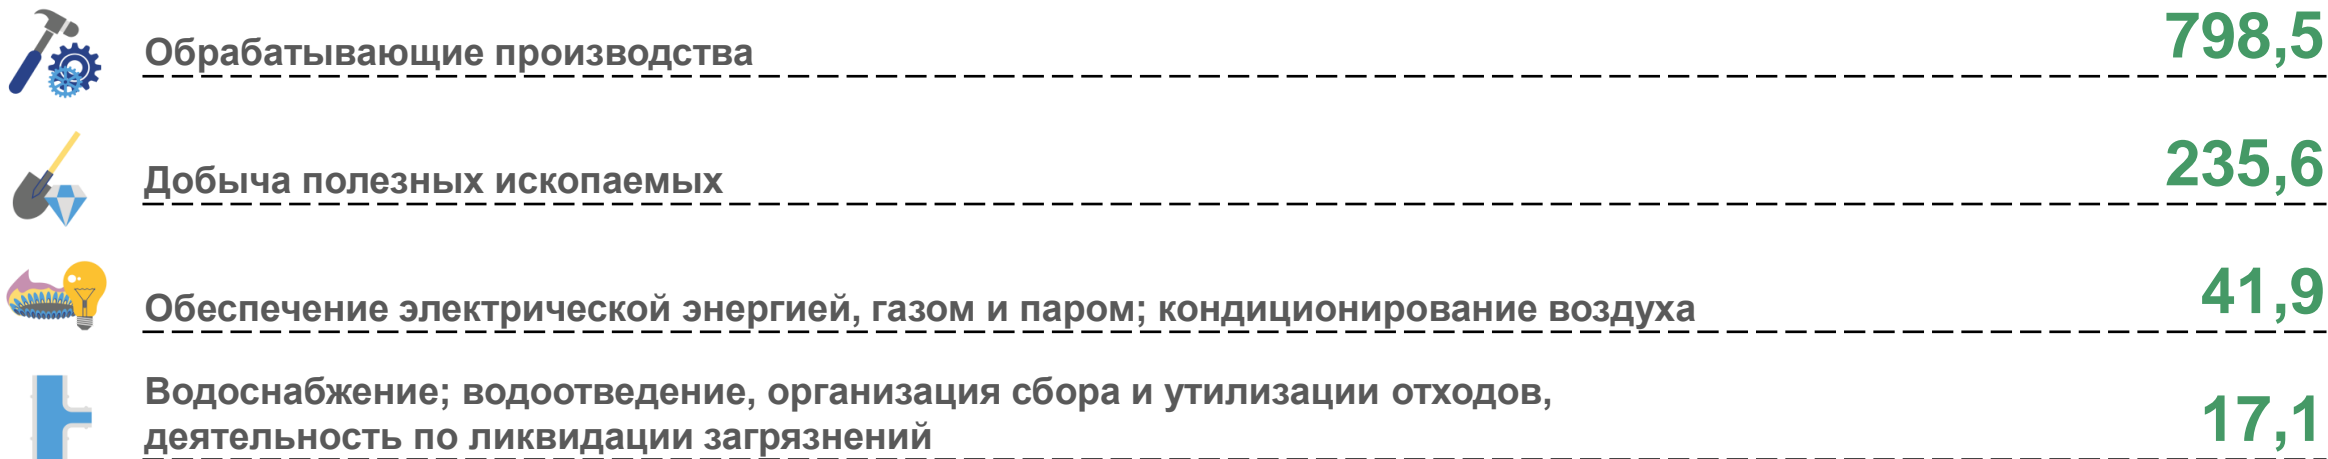 Обрабатывающие производства 798,5
Добыча полезных ископаемых 235,6
Обеспечение электрической энергией, газом и паром; кондиционирование воздуха 41,9
Водоснабжение; водоотведение, организация сбора и утилизации отходов,
деятельность по ликвидации загрязнений 17,1